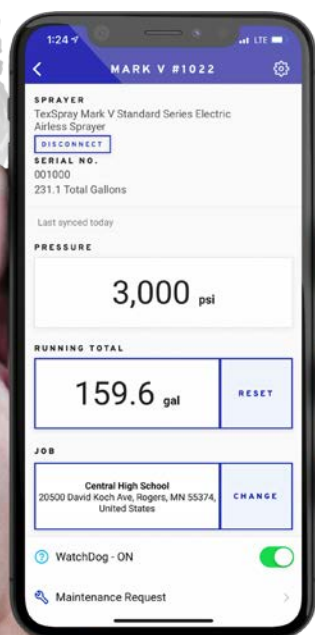 1:24
LTE
MARK V #1022
SPRAYER
TexSpray Mark V Standard Series Electric
Airless Sprayer
DISCONNECT
SERIAL NO.
001000
231.1 Total Gallons
Last synced today
PRESSURE
3,000 psi
RUNNING TOTAL
159.6 gal
RESET
JOB
Central High School
20500 David Koch Ave, Rogers, MN 55374,
United States
CHANGE
WatchDog - ON
Maintenance Request